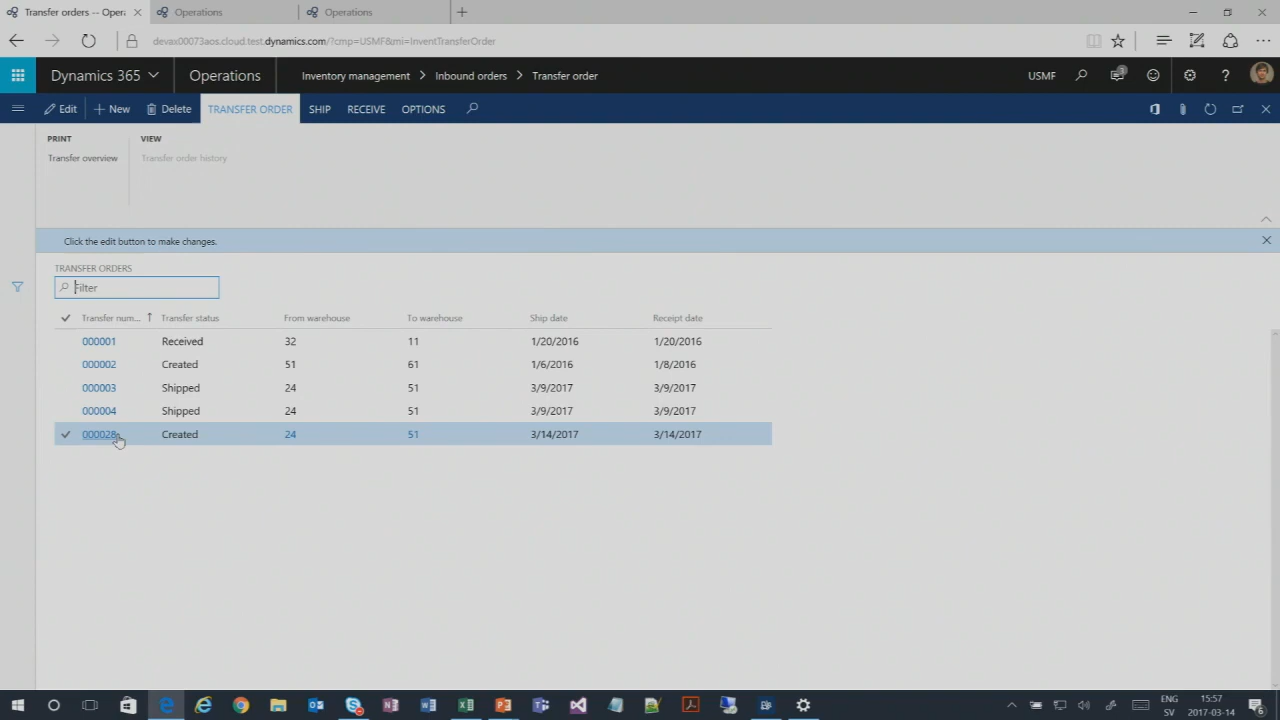 Transfer orders -- Opera
Operations
Operations
devax00073aos.cloud.test.dynamics.com/?cmp=USMF&mi=InventTransferOrder
Dynamics 365
Operations
Inventory management > Inbound orders > Transfer order
USMF
3
?
Edit
+ New
Delete
TRANSFER ORDER
SHIP
RECEIVE
OPTIONS
PRINT
VIEW
Transfer overview
Transfer order history
Click the edit button to make changes.
TRANSFER ORDERS
Filter
Transfer num... Transfer status From warehouse To warehouse Ship date Receipt date
000001 Received 32 11 1/20/2016 1/20/2016
000002 Created 51 61 1/6/2016 1/8/2016
000003 Shipped 24 51 3/9/2017 3/9/2017
000004 Shipped 24 51 3/9/2017 3/9/2017
000028 Created 24 51 3/14/2017 3/14/2017
ENG 15:57
SV 2017-03-14
6